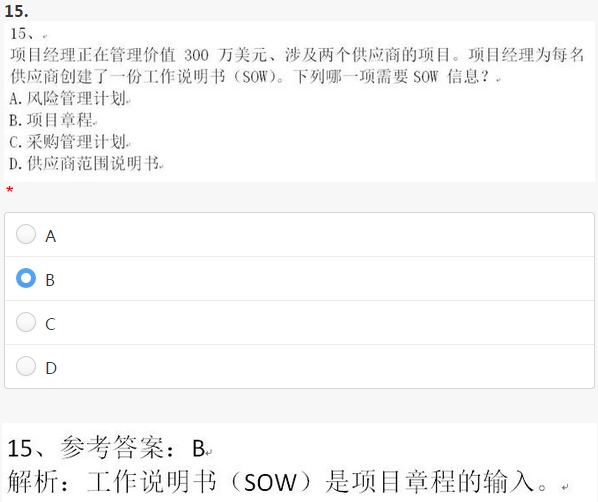 15.
15、
项目经理正在管理价值 300 万美元、涉及两个供应商的项目。项目经理为每名
供应商创建了一份工作说明书（SOW）。下列哪一项需要 SOW 信息？
A.风险管理计划
B.项目章程
C.采购管理计划
D.供应商范围说明书
*
A
B
C
D
15、参考答案：B
解析：工作说明书（SOW）是项目章程的输入。